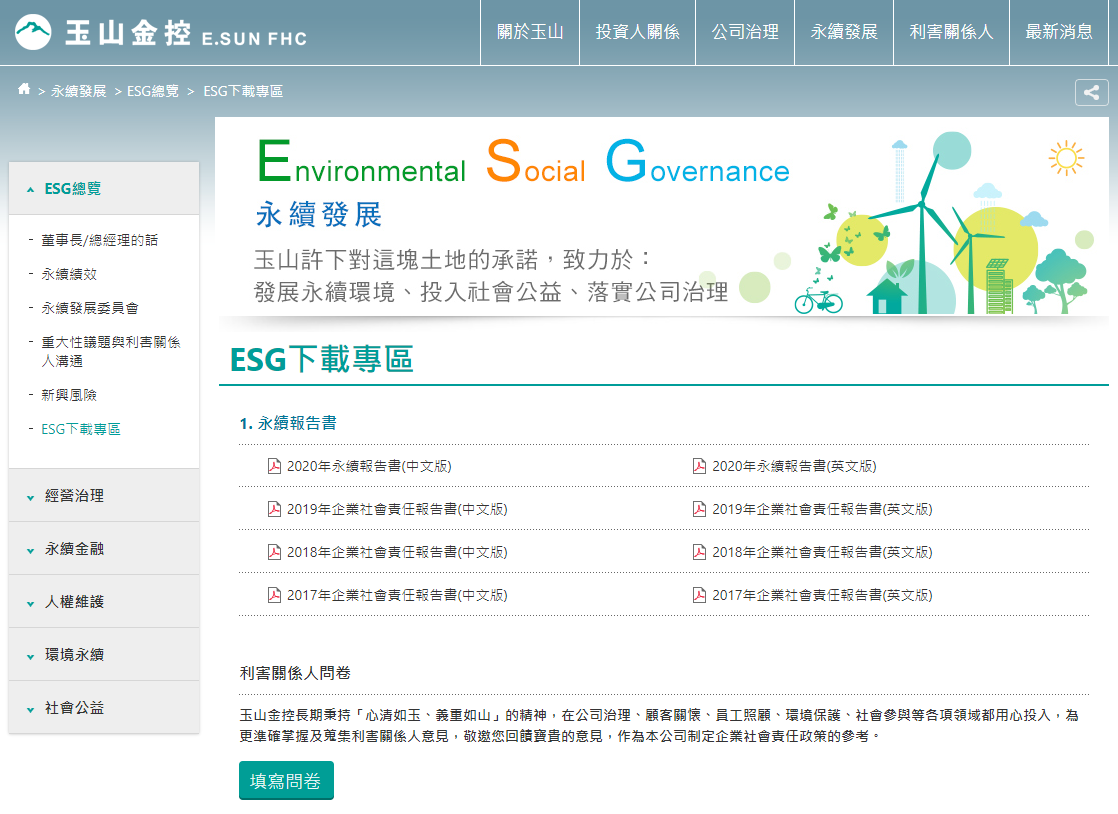 玉山金控 E.SUN FHC
關於玉山
投資人關係
公司治理
永續發展
利害關係人
最新消息
> 永續發展 > ESG總覽 > ESG下載專區
ESG總覽
- 董事長/總經理的話
- 永續績效
- 永續發展委員會
- 重大性議題與利害關係
人溝通
- 新興風險
- ESG下載專區
經營治理
永續金融
人權維護
環境永續
社會公益
Environmental Social Governance
永續發展
玉山許下對這塊土地的承諾，致力於：
發展永續環境、投入社會公益、落實公司治理
ESG下載專區
1. 永續報告書
2020年永續報告書(中文版)
2020年永續報告書(英文版)
2019年企業社會責任報告書(中文版)
2019年企業社會責任報告書(英文版)
2018年企業社會責任報告書(中文版)
2018年企業社會責任報告書(英文版)
2017年企業社會責任報告書(中文版)
2017年企業社會責任報告書(英文版)
利害關係人問卷
玉山金控長期秉持「心清如玉、義重如山」的精神，在公司治理、顧客關懷、員工照顧、環境保護、社會參與等各項領域都用心投入，為
更準確掌握及蒐集利害關係人意見，敬邀您回饋寶貴的意見，作為本公司制定企業社會責任政策的參考。
填寫問卷